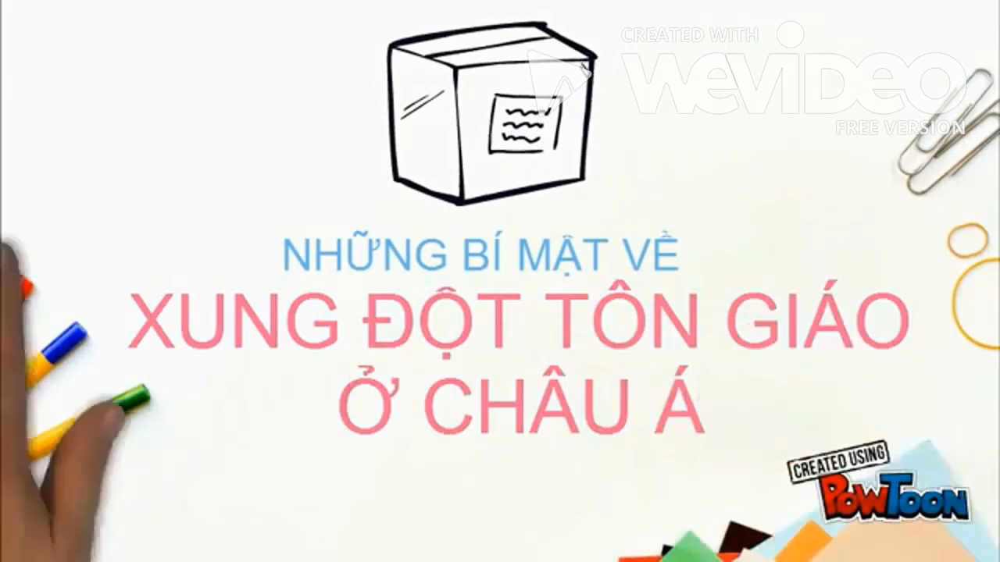 CREATED WITH
WEVIDEO
FREE VERSION
NHỮNG BÍ MẬT VỀ
XUNG ĐỘT TÔN GIÁO
Ở CHÂU Á
CREATED USING
POWTOON